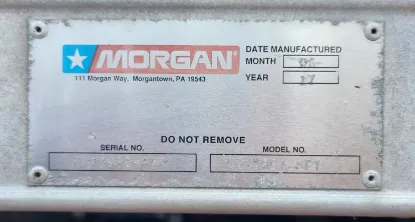 MORGAN
111 Morgan Way, Morgantown, PA 19543
DATE MANUFACTURED
MONTH
YEAR 17
DO NOT REMOVE
SERIAL NO.
MODEL NO.